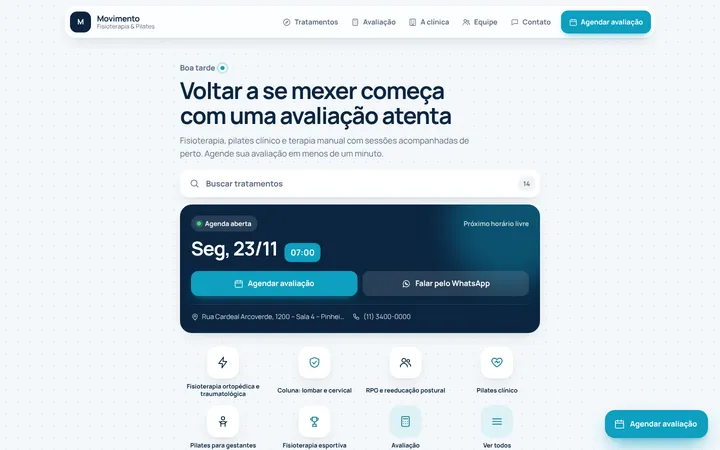 M
Movimento
Fisioterapia & Pilates
Tratamentos
Avaliação
A clínica
Equipe
Contato
Agendar avaliação
Boa tarde
Voltar a se mexer começa
com uma avaliação atenta
Fisioterapia, pilates clínico e terapia manual com sessões acompanhadas de
perto. Agende sua avaliação em menos de um minuto.
Buscar tratamentos
14
Agenda aberta
Próximo horário livre
Seg, 23/11
07:00
Agendar avaliação
Falar pelo WhatsApp
Rua Cardeal Arcoverde, 1200 – Sala 4 – Pinhei...
(11) 3400-0000
Fisioterapia ortopédica e
traumatológica
Coluna: lombar e cervical
RPG e reeducação postural
Pilates clínico
Pilates para gestantes
Fisioterapia esportiva
Avaliação
Ver todos
Agendar avaliação